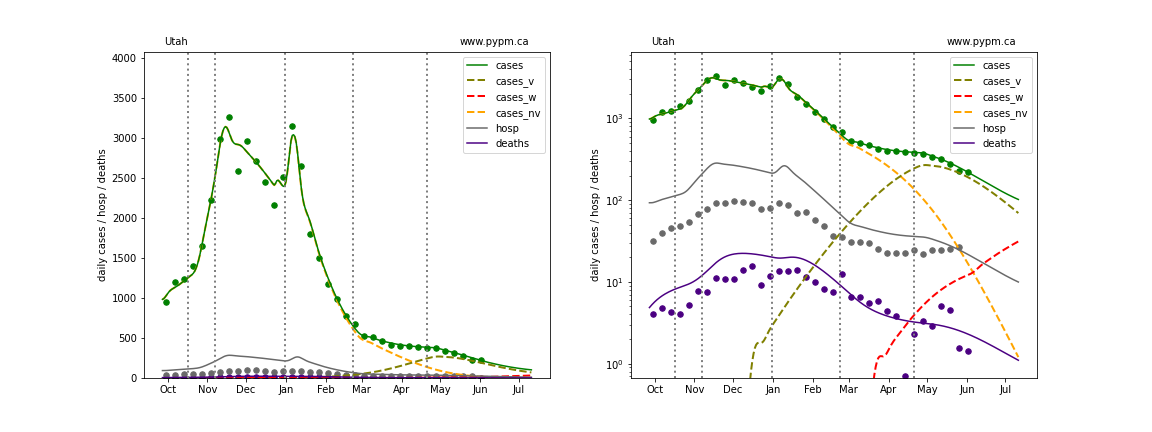 Utah www.pypm.ca
daily cases / hosp / deaths
4000
3500
3000
2500
2000
1500
1000
500
0
Oct Nov Dec Jan Feb Mar Apr May Jun Jul
cases
cases_v
cases_w
cases_nv
hosp
deaths
Utah www.pypm.ca
daily cases / hosp / deaths
10³
10²
10¹
10⁰
Oct Nov Dec Jan Feb Mar Apr May Jun Jul
cases
cases_v
cases_w
cases_nv
hosp
deaths